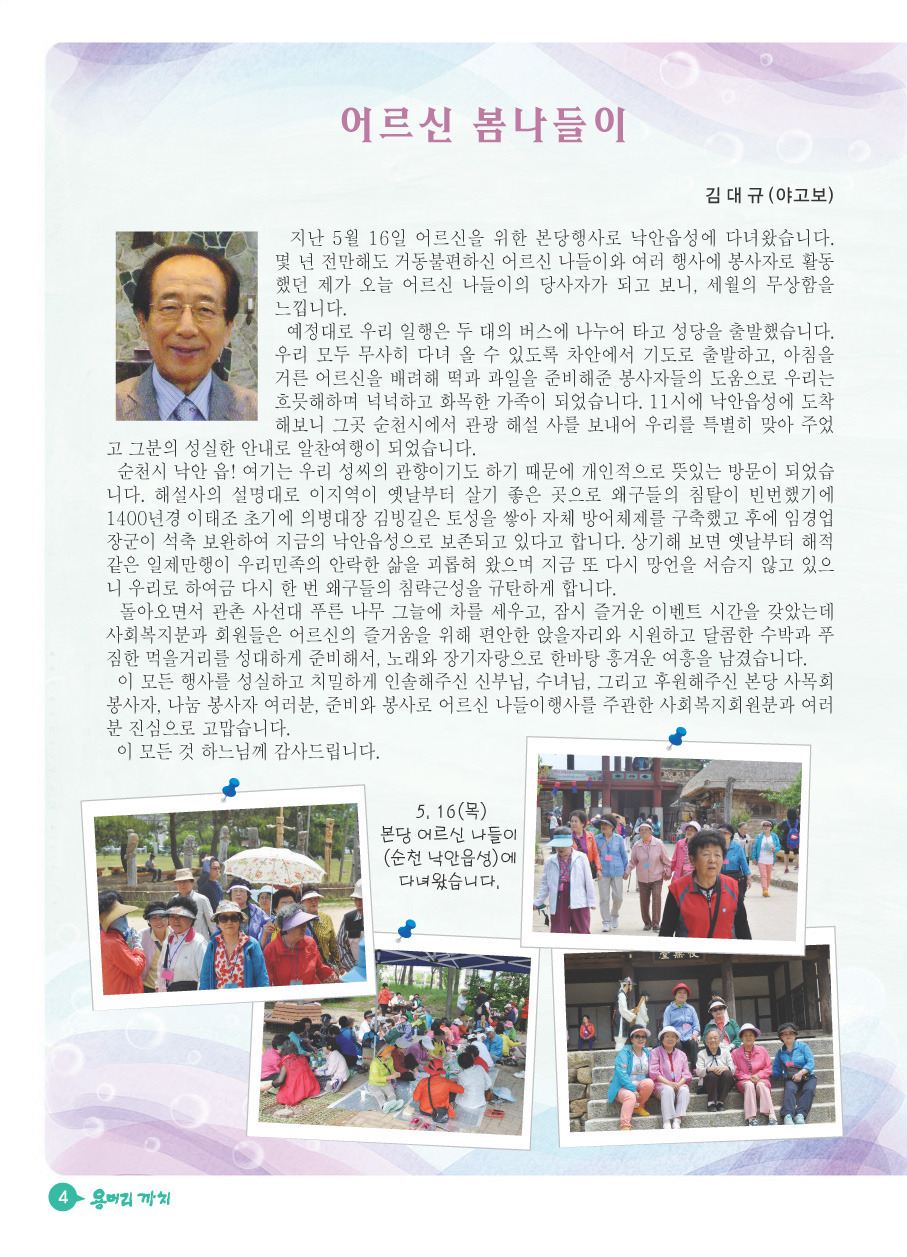 어르신 봄나들이
김 대 규 (야고보)
지난 5월 16일 어르신을 위한 본당행사로 낙안읍성에 다녀왔습니다.
몇 년 전만해도 거동불편하신 어르신 나들이와 여러 행사에 봉사자로 활동
했던 제가 오늘 어르신 나들이의 당사자가 되고 보니, 세월의 무상함을
느낍니다.
예정대로 우리 일행은 두 대의 버스에 나누어 타고 성당을 출발했습니다.
우리 모두 무사히 다녀 올 수 있도록 차안에서 기도로 출발하고, 아침을
거른 어르신을 배려해 떡과 과일을 준비해준 봉사자들의 도움으로 우리는
흐뭇해하며 넉넉하고 화목한 가족이 되었습니다. 11시에 낙안읍성에 도착
해보니 그곳 순천시에서 관광 해설 사를 보내어 우리를 특별히 맞아 주었
고 그분의 성실한 안내로 알찬여행이 되었습니다.
순천시 낙안 읍! 여기는 우리 성씨의 관향이기도 하기 때문에 개인적으로 뜻있는 방문이 되었습
니다. 해설사의 설명대로 이지역이 옛날부터 살기 좋은 곳으로 왜구들의 침탈이 빈번했기에
1400년경 이태조 초기에 의병대장 김빙길은 토성을 쌓아 자체 방어체제를 구축했고 후에 임경업
장군이 석축 보완하여 지금의 낙안읍성으로 보존되고 있다고 합니다. 상기해 보면 옛날부터 해적
같은 일제만행이 우리민족의 안락한 삶을 괴롭혀 왔으며 지금 또 다시 망언을 서슴지 않고 있으
니 우리로 하여금 다시 한 번 왜구들의 침략근성을 규탄하게 합니다.
돌아오면서 관촌 사선대 푸른 나무 그늘에 차를 세우고, 잠시 즐거운 이벤트 시간을 갖았는데
사회복지분과 회원들은 어르신의 즐거움을 위해 편안한 앉을자리와 시원하고 달콤한 수박과 푸
짐한 먹을거리를 성대하게 준비해서, 노래와 장기자랑으로 한바탕 흥겨운 여흥을 남겼습니다.
이 모든 행사를 성실하고 치밀하게 인솔해주신 신부님, 수녀님, 그리고 후원해주신 본당 사목회
봉사자, 나눔 봉사자 여러분, 준비와 봉사로 어르신 나들이행사를 주관한 사회복지회원분과 여러
분 진심으로 고맙습니다.
이 모든 것 하느님께 감사드립니다.
5. 16(목)
본당 어르신 나들이
(순천 낙안읍성)에
다녀왔습니다.
4 용머리 까치